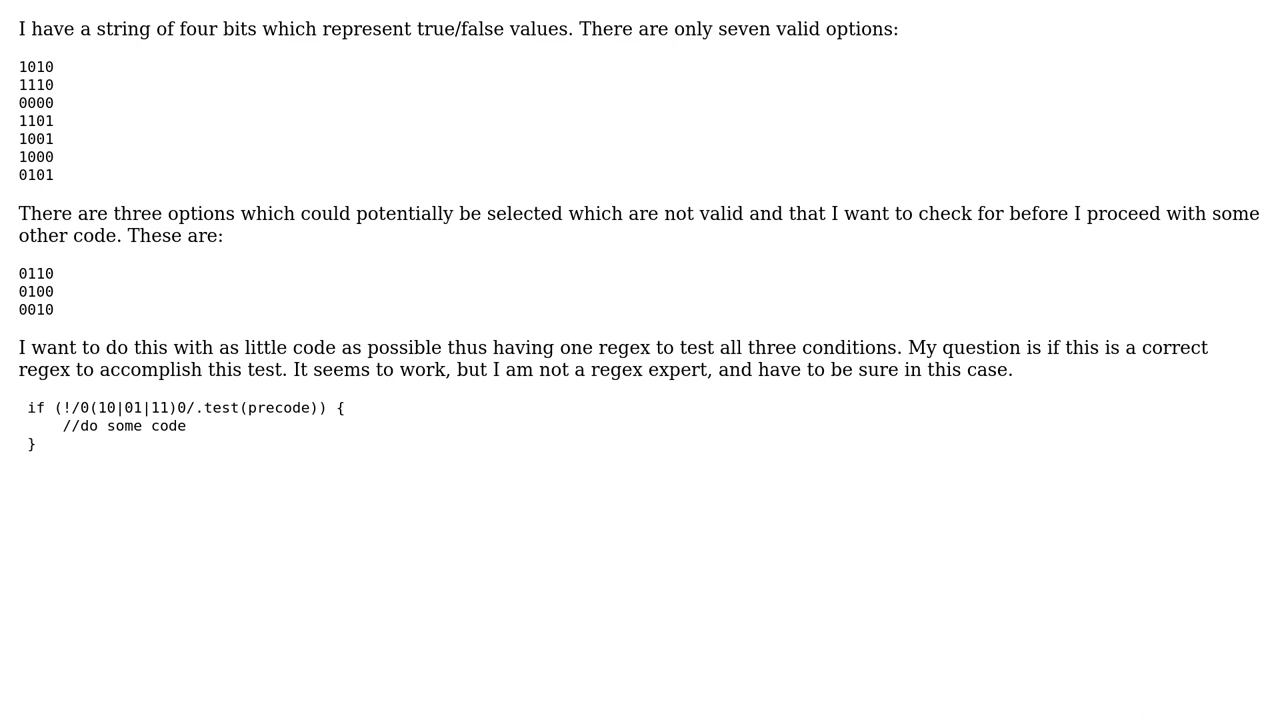 I have a string of four bits which represent true/false values. There are only seven valid options:
1010
1110
0000
1101
1001
1000
0101
There are three options which could potentially be selected which are not valid and that I want to check for before I proceed with some
other code. These are:
0110
0100
0010
I want to do this with as little code as possible thus having one regex to test all three conditions. My question is if this is a correct
regex to accomplish this test. It seems to work, but I am not a regex expert, and have to be sure in this case.
if (!/0(10|01|11)0/.test(precode)) {
//do some code
}